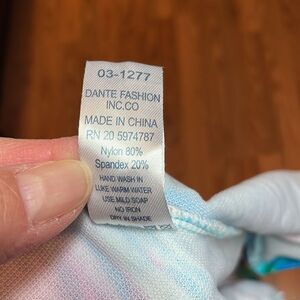 03-1277
DANTE FASHION
INC.CO
MADE IN CHINA
RN 20 5974787
Nylon 80%
Spandex 20%
HAND WASH IN
LUKE WARM WATER
USE MILD SOAP
NO IRON
DRY IN SHADE